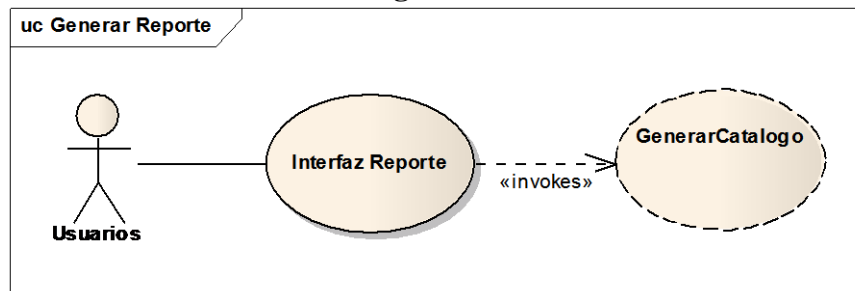 uc Generar Reporte
Interfaz Reporte
GenerarCatalogo
«invokes»
Usuarios